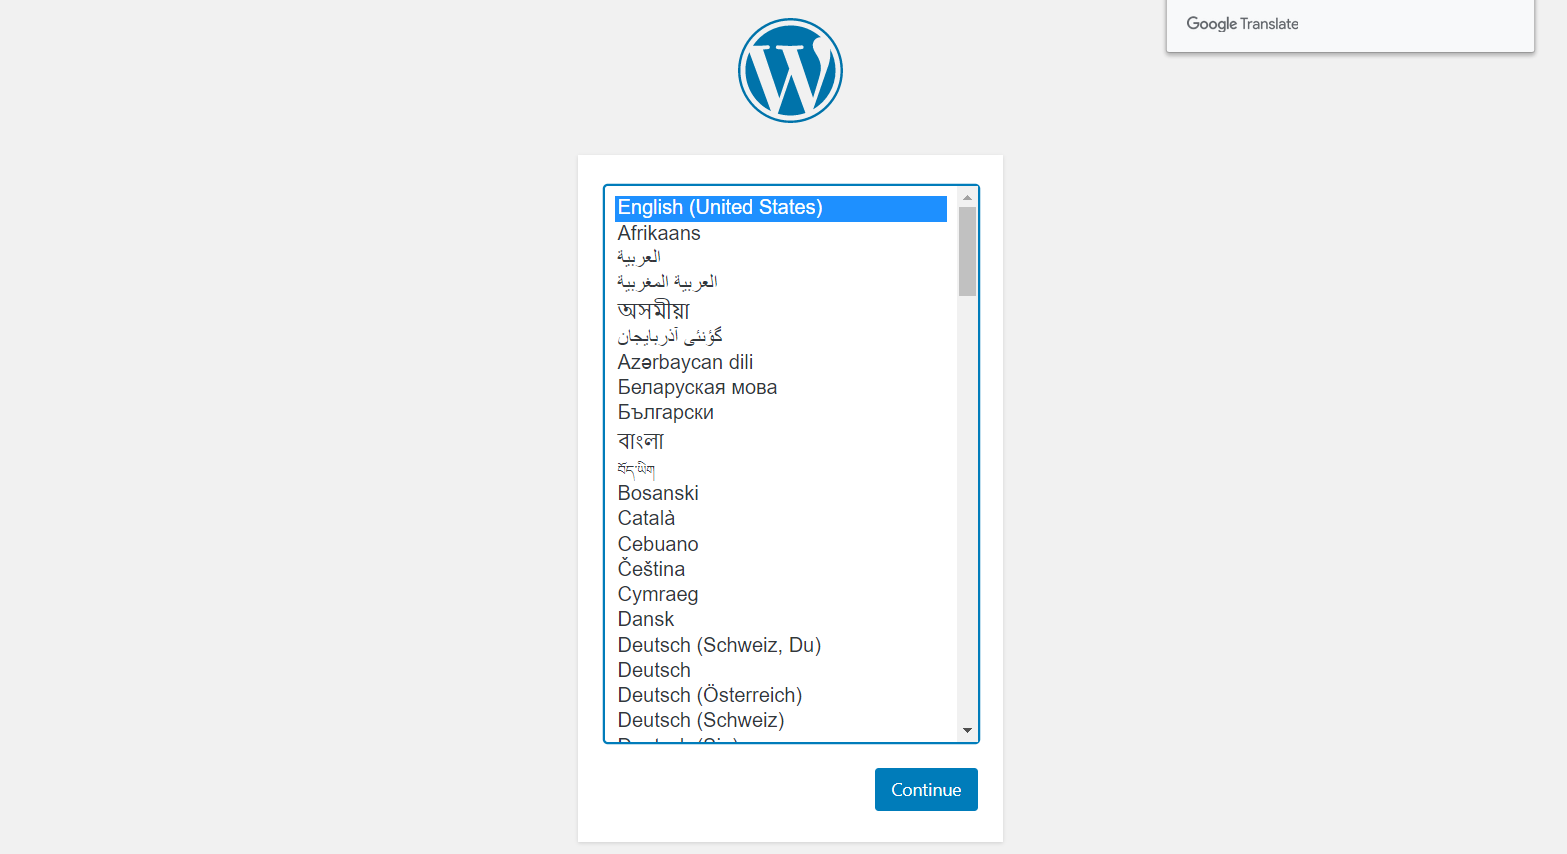 Google Translate
English (United States)
Afrikaans
العربية
العربية المغربية
অসমীয়া
گؤنئی آذربایجان
Azərbaycan dili
Беларуская мова
Български
বাংলা
བོད་ཡིག
Bosanski
Català
Cebuano
Čeština
Cymraeg
Dansk
Deutsch (Schweiz, Du)
Deutsch
Deutsch (Österreich)
Deutsch (Schweiz)
Continue